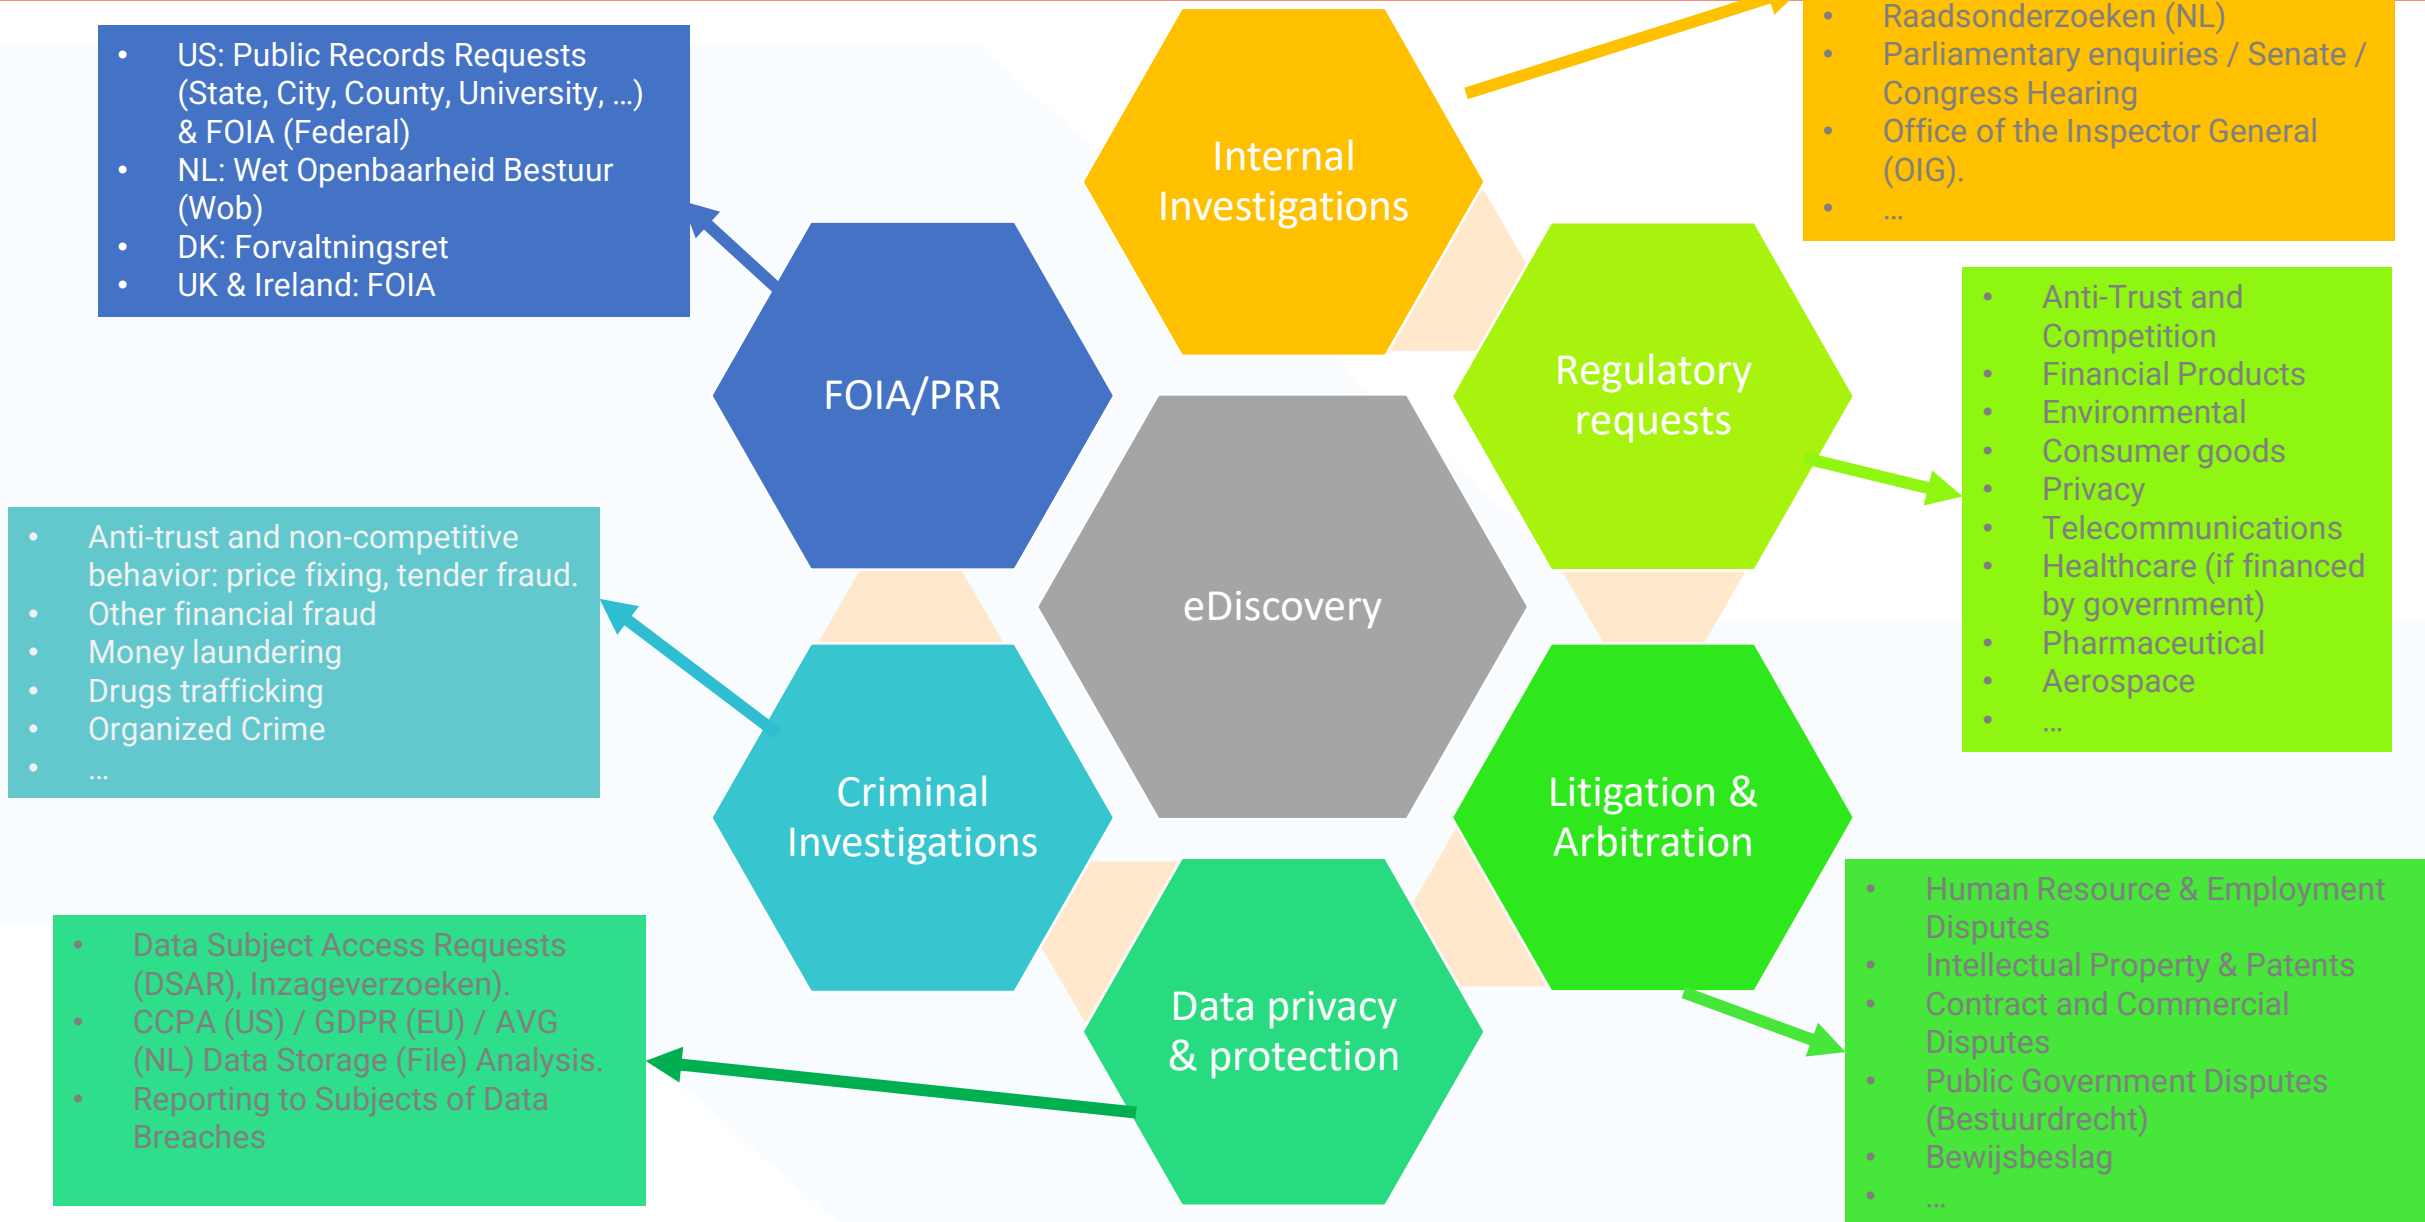 • US: Public Records Requests
(State, City, County, University, ...)
& FOIA (Federal)
• NL: Wet Openbaarheid Bestuur
(Wob)
• DK: Forvaltningsret
• UK & Ireland: FOIA
Internal
Investigations
• Raadsonderzoeken (NL)
• Parliamentary enquiries / Senate /
Congress Hearing
• Office of the Inspector General
(OIG).
• ...
FOIA/PRR
Regulatory
requests
• Anti-Trust and
Competition
• Financial Products
• Environmental
• Consumer goods
• Privacy
• Telecommunications
• Healthcare (if financed
by government)
• Pharmaceutical
• Aerospace
• ...
eDiscovery
• Anti-trust and non-competitive
behavior: price fixing, tender fraud.
• Other financial fraud
• Money laundering
• Drugs trafficking
• Organized Crime
• ...
Criminal
Investigations
Litigation &
Arbitration
• Human Resource & Employment
Disputes
• Intellectual Property & Patents
• Contract and Commercial
Disputes
• Public Government Disputes
(Bestuurdrecht)
• Bewijsbeslag
• ...
• Data Subject Access Requests
(DSAR), Inzageverzoeken).
• CCPA (US) / GDPR (EU) / AVG
(NL) Data Storage (File) Analysis.
• Reporting to Subjects of Data
Breaches
Data privacy
& protection